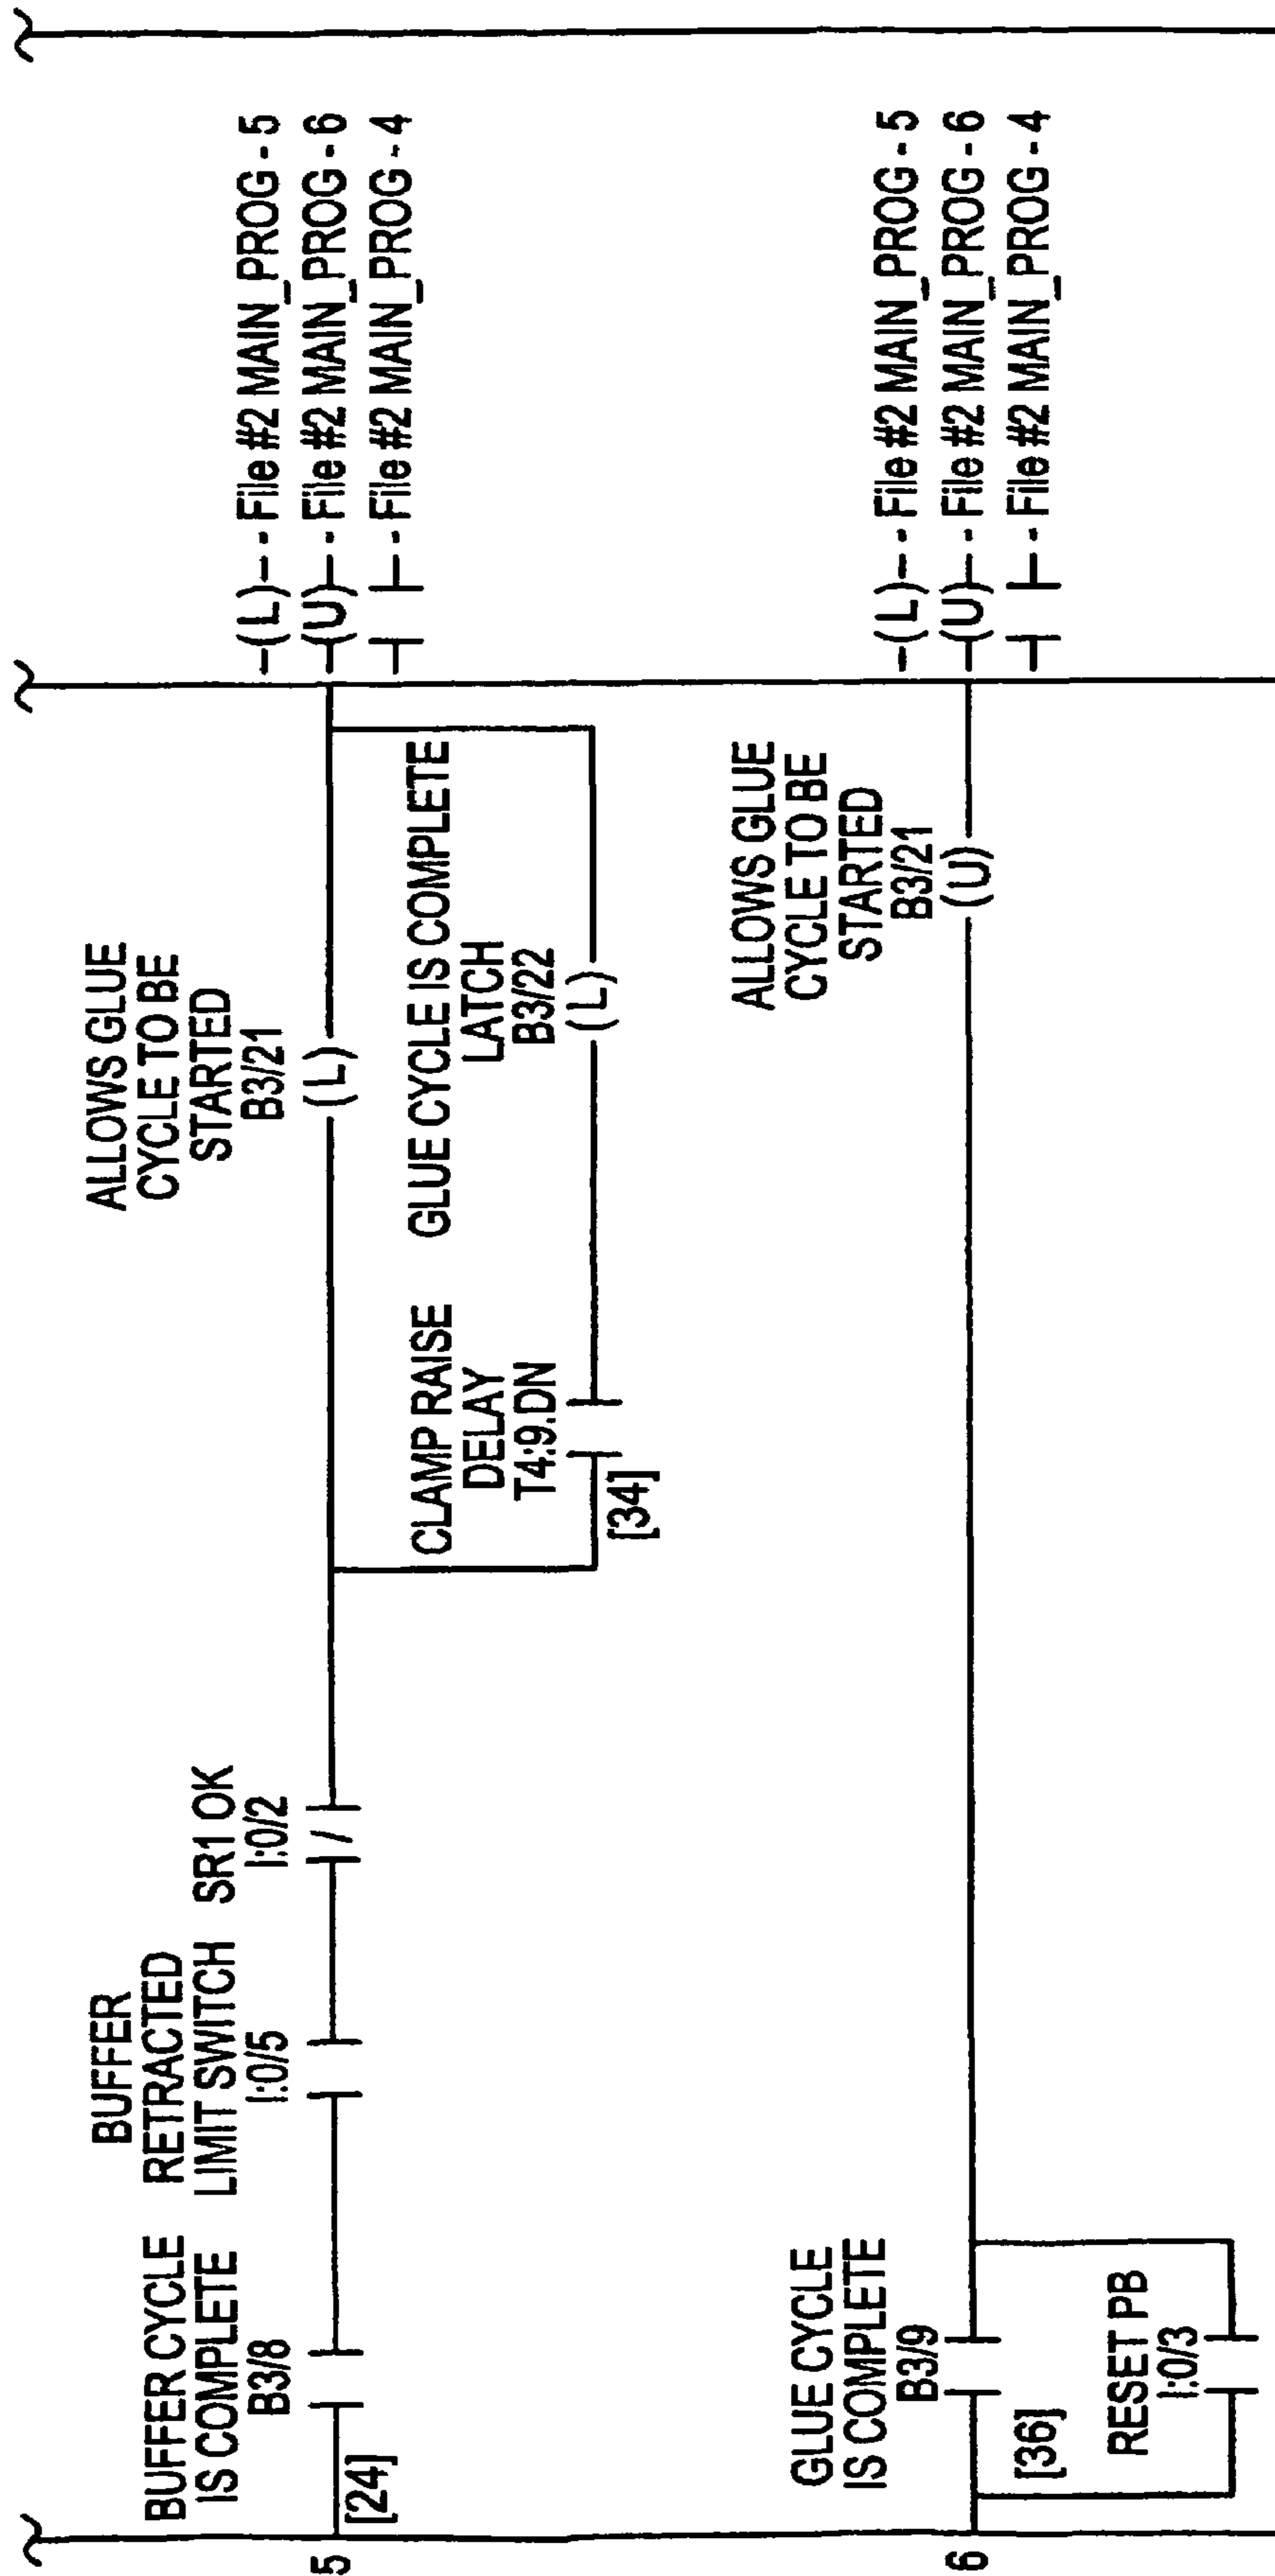 BUFFER CYCLE
IS COMPLETE
B3/8
[24]
BUFFER
RETRACTED
LIMIT SWITCH
I:0/5
SR1 OK
I:0/2
/
ALLOWS GLUE
CYCLE TO BE
STARTED
B3/21
(L)
-(L)- - File #2 MAIN_PROG - 5
-(U)- - File #2 MAIN_PROG - 6
File #2 MAIN_PROG - 4
5
CLAMP RAISE
DELAY
T4:9.DN
[34]
GLUE CYCLE IS COMPLETE
LATCH
B3/22
(L)
GLUE CYCLE
IS COMPLETE
B3/9
[36]
ALLOWS GLUE
CYCLE TO BE
STARTED
B3/21
(U)
-(L)- - File #2 MAIN_PROG - 5
-(U)- - File #2 MAIN_PROG - 6
File #2 MAIN_PROG - 4
6
RESET PB
I:0/3